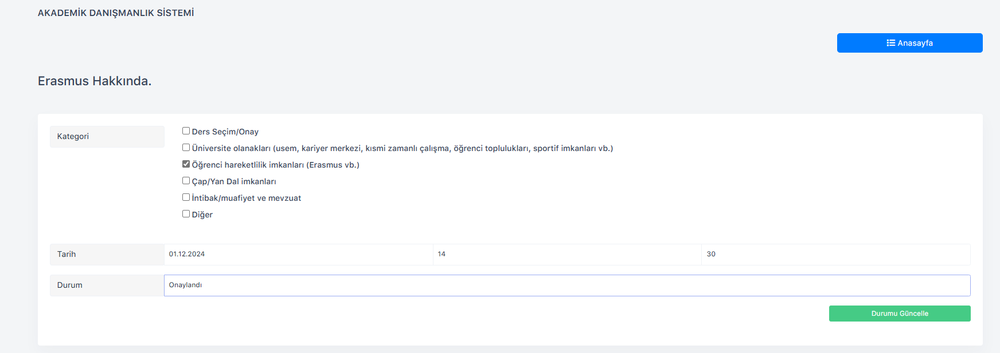 AKADEMİK DANIŞMANLIK SİSTEMİ
Anasayfa
Erasmus Hakkında.
Kategori
Ders Seçim/Onay
Üniversite olanakları (usem, kariyer merkezi, kısmi zamanlı çalışma, öğrenci toplulukları, sportif imkanları vb.)
Öğrenci hareketlilik imkanları (Erasmus vb.)
Çap/Yan Dal imkanları
İntibak/muafiyet ve mevzuat
Diğer
Tarih 01.12.2024 14 30
Durum Onaylandı
Durumu Güncelle